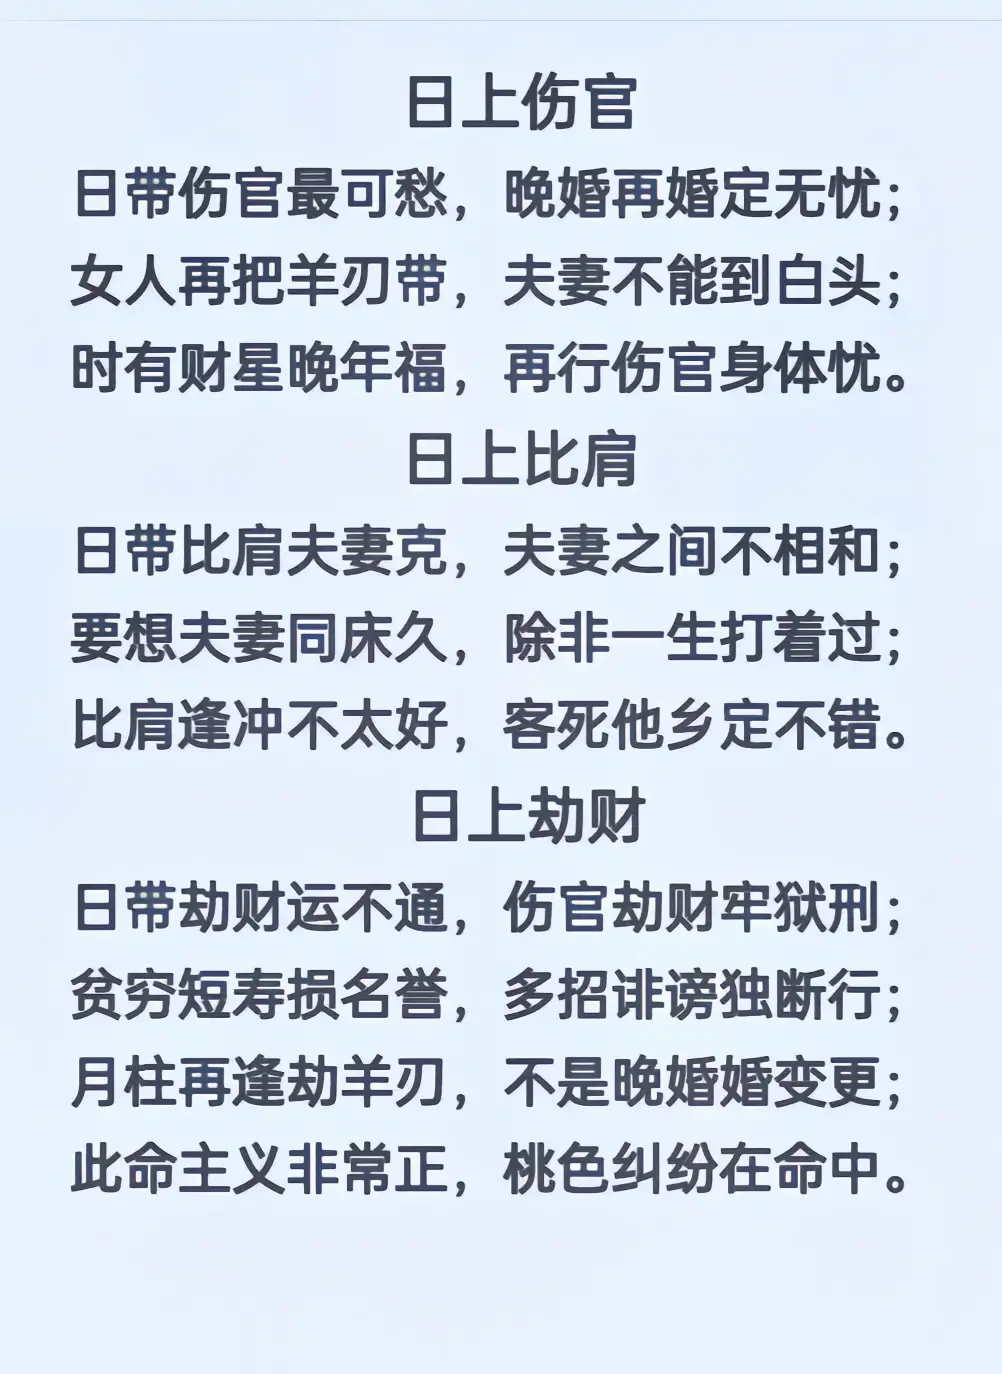 日上伤官
日带伤官最可愁，晚婚再婚定无忧；
女人再把羊刃带，夫妻不能到白头；
时有财星晚年福，再行伤官身体忧。
日上比肩
日带比肩夫妻克，夫妻之间不相和；
要想夫妻同床久，除非一生打着过；
比肩逢冲不太好，客死他乡定不错。
日上劫财
日带劫财运不通，伤官劫财牢狱刑；
贫穷短寿损名誉，多招诽谤独断行；
月柱再逢劫羊刃，不是晚婚婚变更；
此命主义非常正，桃色纠纷在命中。